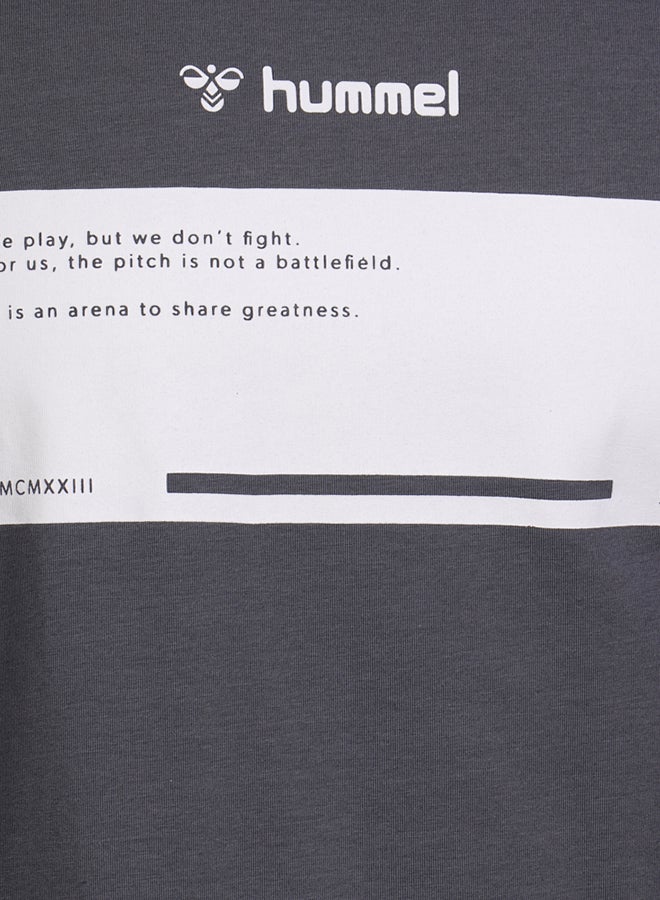 hummel
e play, but we don't fight.
or us, the pitch is not a battlefield.
is an arena to share greatness.
MCMXXIII